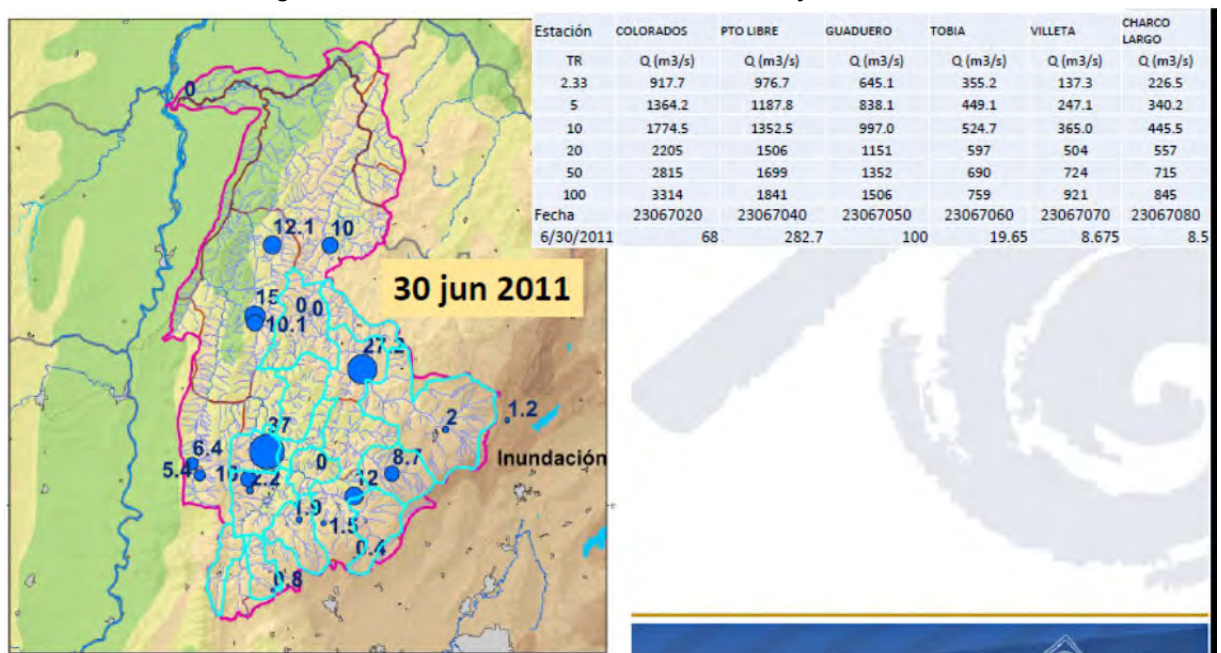 Estación COLORADOS PTO LIBRE GUADUERO TOBIA VILLETA CHARCO LARGO
TR Q (m3/s) Q (m3/s) Q (m3/s) Q (m3/s) Q (m3/s) Q (m3/s)
2.33 917.7 976.7 645.1 355.2 137.3 226.5
5 1364.2 1187.8 838.1 449.1 247.1 340.2
10 1774.5 1352.5 997.0 524.7 365.0 445.5
20 2205 1506 1151 597 504 557
50 2815 1699 1352 690 724 715
100 3314 1841 1506 759 921 845
Fecha 23067020 23067040 23067050 23067060 23067070 23067080
6/30/2011 68 282.7 100 19.65 8.675 8.5
0
12.1 10
30 jun 2011
15 0 0
10.1
27.2
37
2 1.2
6.4
5.4
0 8.7
Inundación
2.2 12
1.9
1.5
0.4
0.8